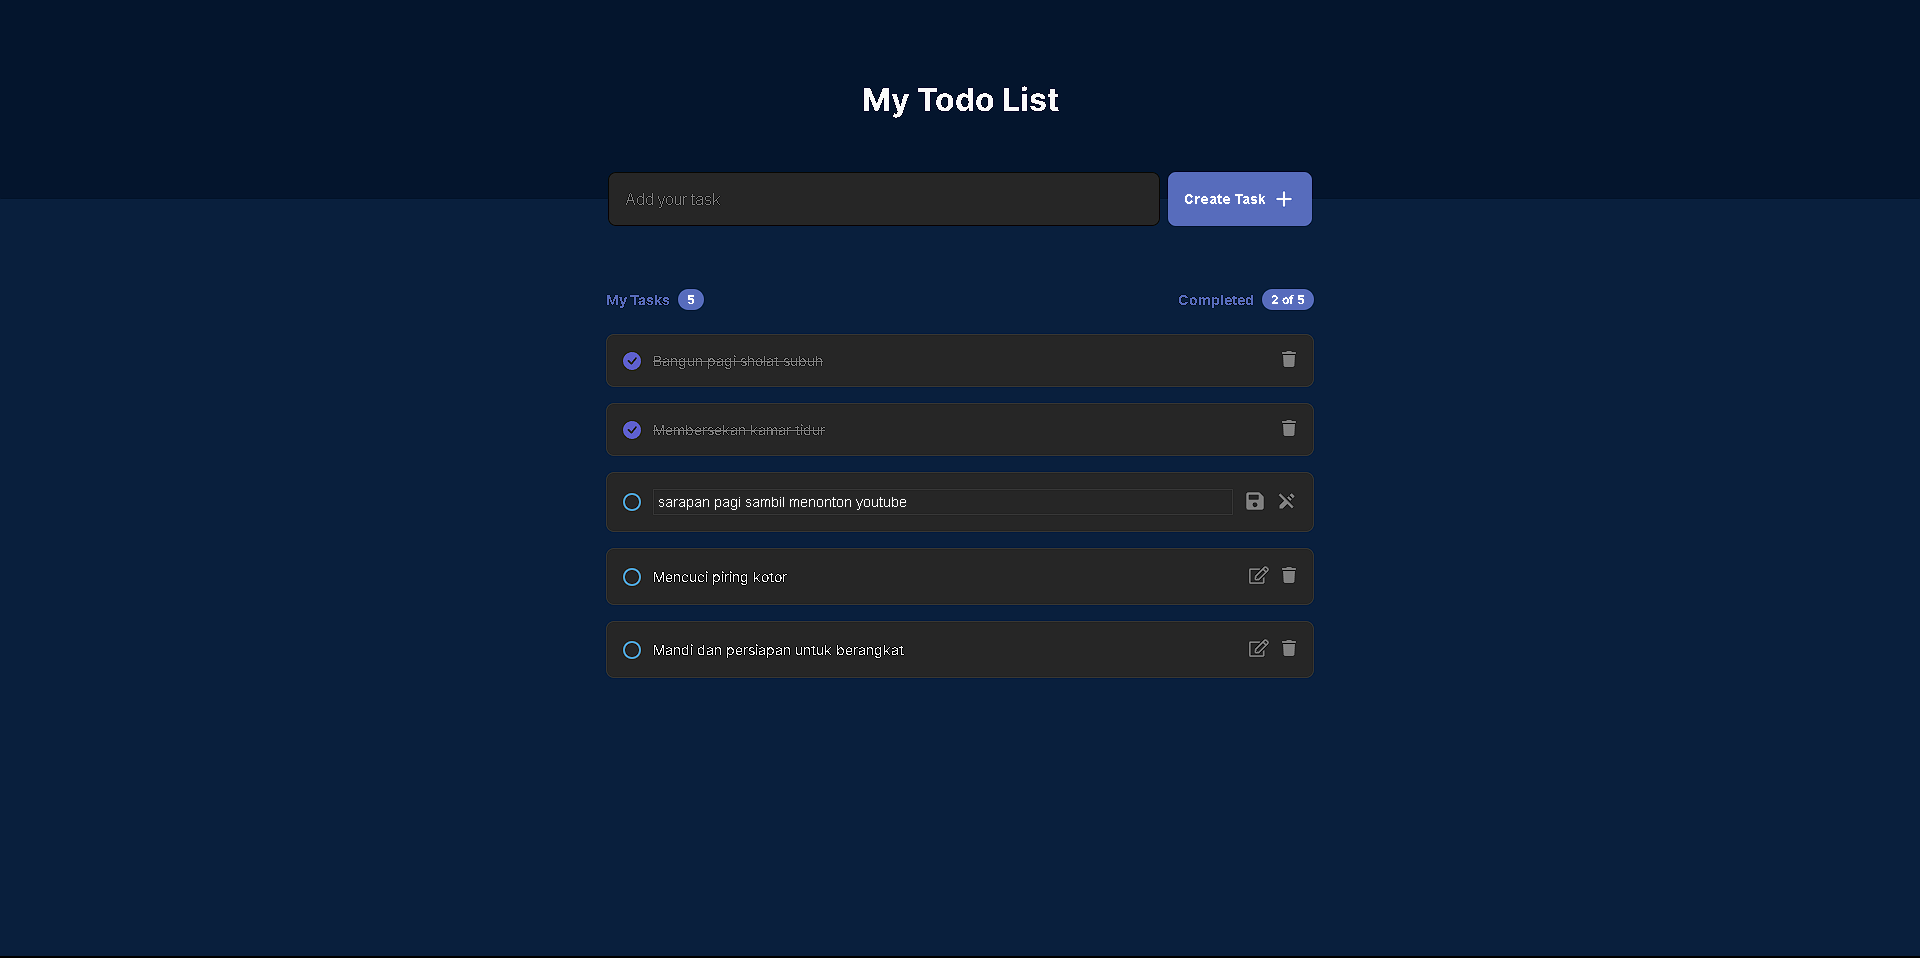 My Todo List
Add your task
Create Task
My Tasks 5
Completed 2 of 5
Bangun pagi sholat subuh
Membersekan kamar tidur
sarapan pagi sambil menonton youtube
Mencuci piring kotor
Mandi dan persiapan untuk berangkat